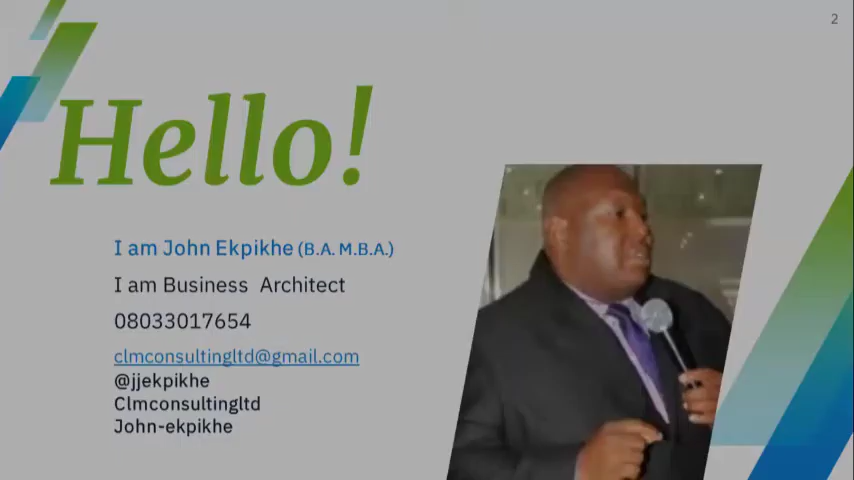 2
Hello!
I am John Ekpikhe (B.A. M.B.A.)
I am Business Architect
08033017654
clmconsultingltd@gmail.com
@jjekpikhe
Clmconsultingltd
John-ekpikhe